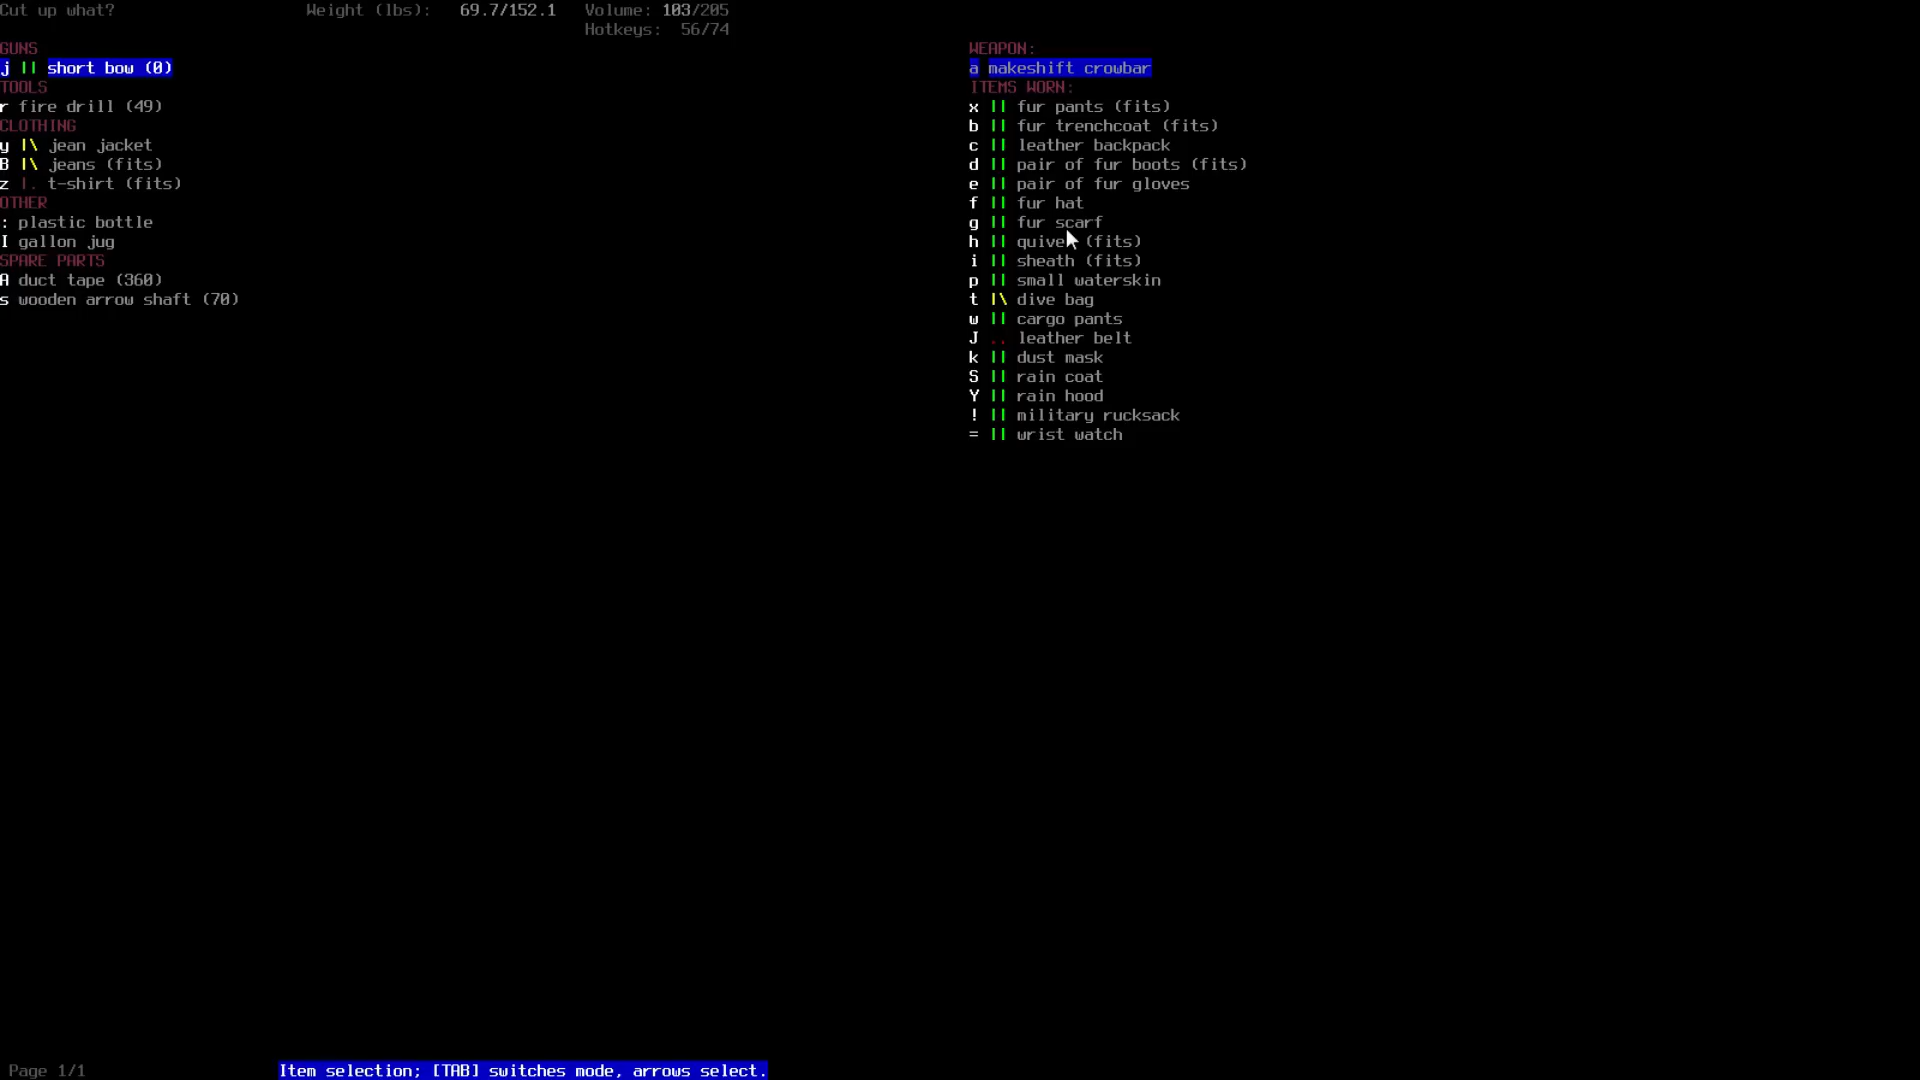 Cut up what? Weight (lbs): 69.7/152.1 Volume: 103/205
Hotkeys: 56/74
GUNS
j || short bow (0)
TOOLS
r fire drill (49)
CLOTHING
y |\ jean jacket
B |\ jeans (fits)
z |. t-shirt (fits)
OTHER
: plastic bottle
I gallon jug
SPARE PARTS
A duct tape (360)
s wooden arrow shaft (70)
WEAPON:
a makeshift crowbar
ITEMS WORN:
x || fur pants (fits)
b || fur trenchcoat (fits)
c || leather backpack
d || pair of fur boots (fits)
e || pair of fur gloves
f || fur hat
g || fur scarf
h || quiver (fits)
i || sheath (fits)
p || small waterskin
t |\ dive bag
w || cargo pants
J .. leather belt
k || dust mask
S || rain coat
Y || rain hood
! || military rucksack
= || wrist watch
Page 1/1 Item selection; [TAB] switches mode, arrows select.